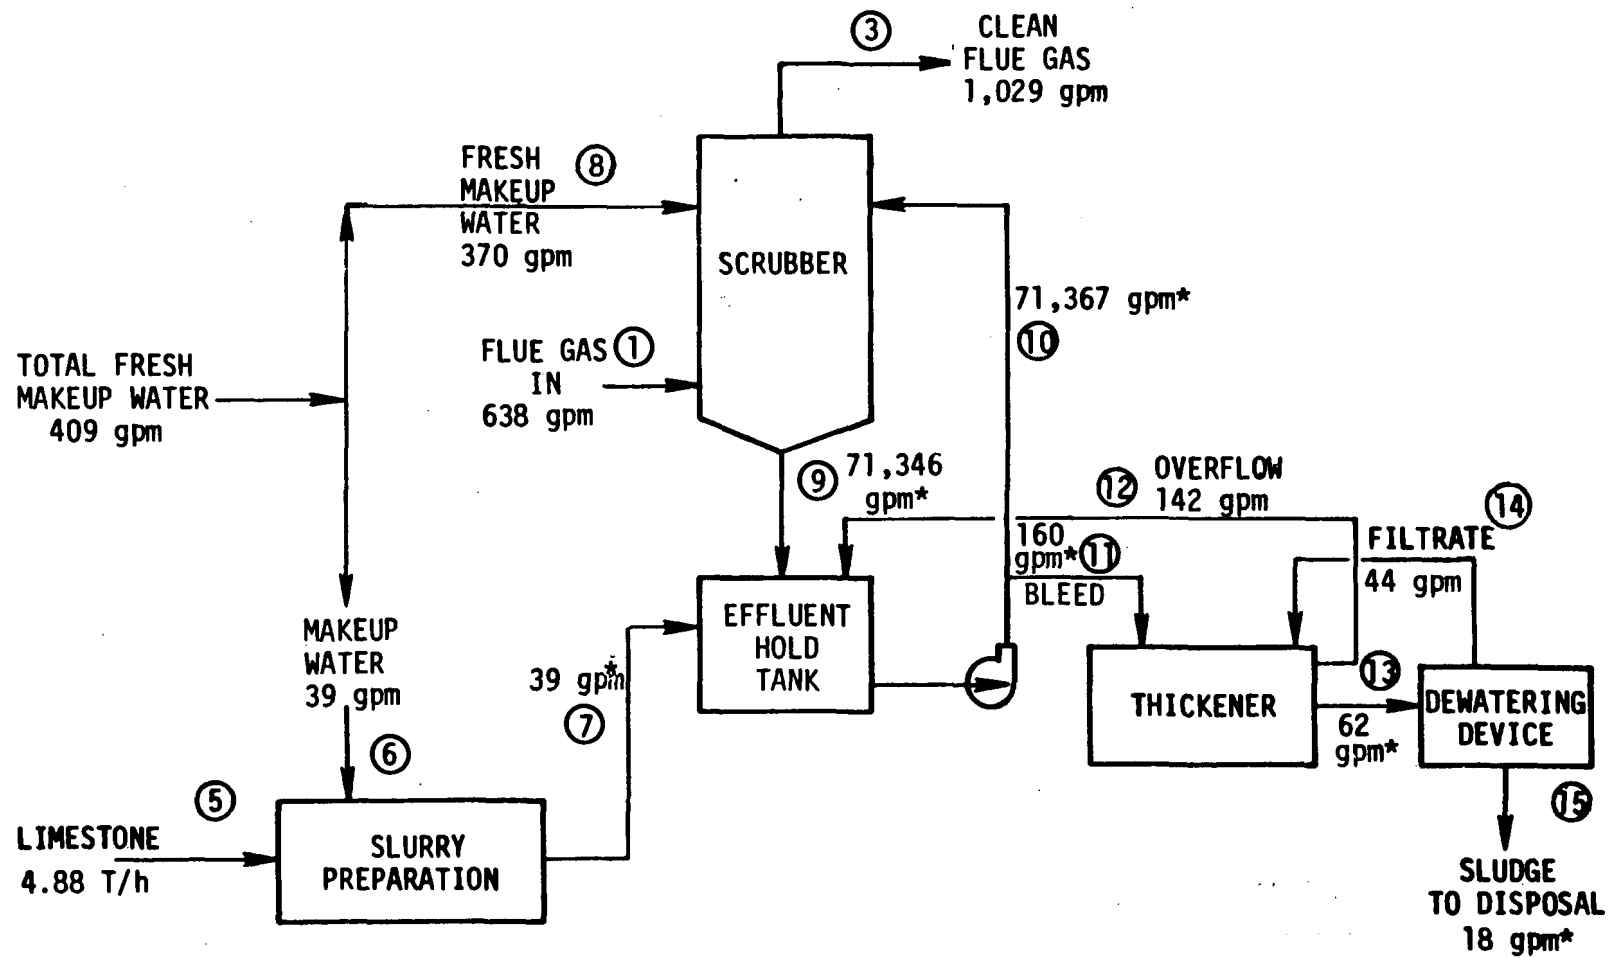 ③
CLEAN
FLUE GAS
1,029 gpm
FRESH ⑧
MAKEUP
WATER
370 gpm
SCRUBBER
71,367 gpm*
⑩
FLUE GAS ①
IN
638 gpm
TOTAL FRESH
MAKEUP WATER
409 gpm
⑨ 71,346
gpm*
⑫ OVERFLOW
142 gpm
160
gpm* ⑪
BLEED
FILTRATE ⑭
44 gpm
MAKEUP
WATER
39 gpm
⑥
39 gpm*
⑦
EFFLUENT
HOLD
TANK
THICKENER
⑬
62
gpm*
DEWATERING
DEVICE
⑮
SLUDGE
TO DISPOSAL
18 gpm*
⑤
LIMESTONE
4.88 T/h
SLURRY
PREPARATION